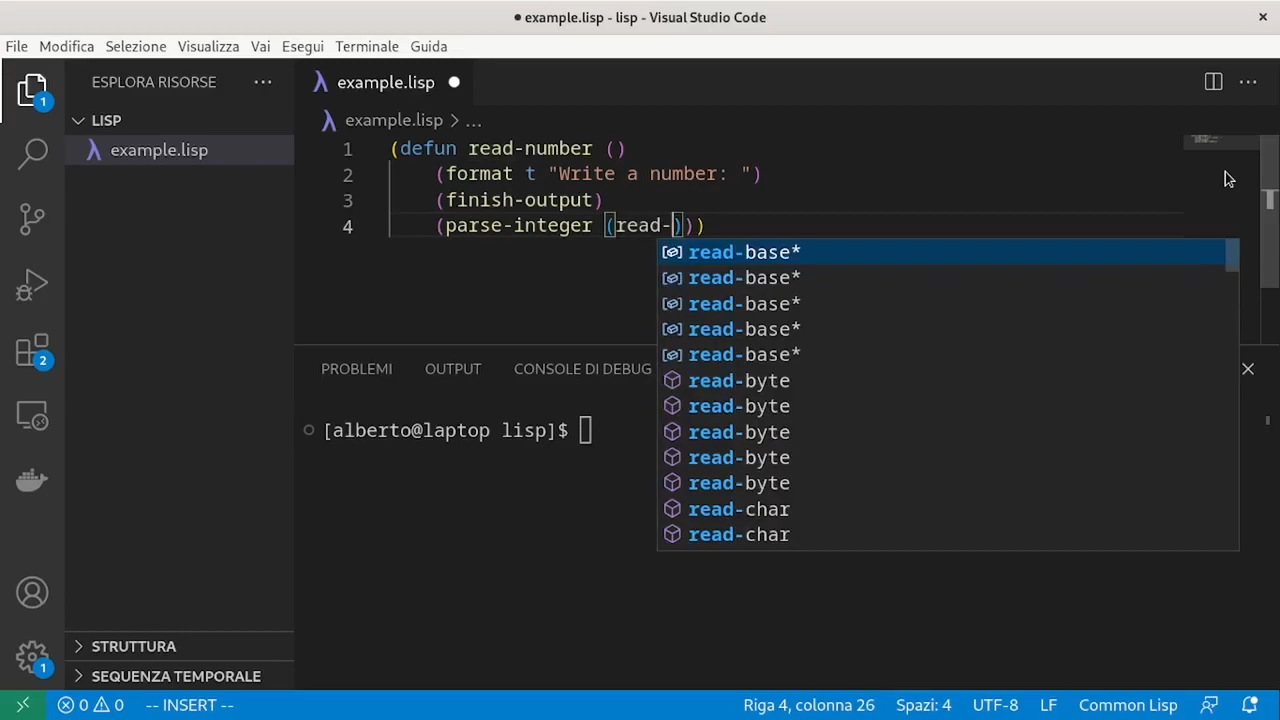 example.lisp - lisp - Visual Studio Code
File Modifica Selezione Visualizza Vai Esegui Terminale Guida
ESPLORA RISORSE
LISP
example.lisp
STRUTTURA
SEQUENZA TEMPORALE
1
2
1
λ example.lisp
λ example.lisp > ...
1 (defun read-number ()
2 (format t "Write a number: ")
3 (finish-output)
4 (parse-integer (read-)))
read-base*
read-base*
read-base*
read-base*
read-base*
read-byte
read-byte
read-byte
read-byte
read-byte
read-char
read-char
PROBLEMI OUTPUT CONSOLE DI DEBUG
[alberto@laptop lisp]$
0 0 -- INSERT -- Riga 4, colonna 26 Spazi: 4 UTF-8 LF Common Lisp